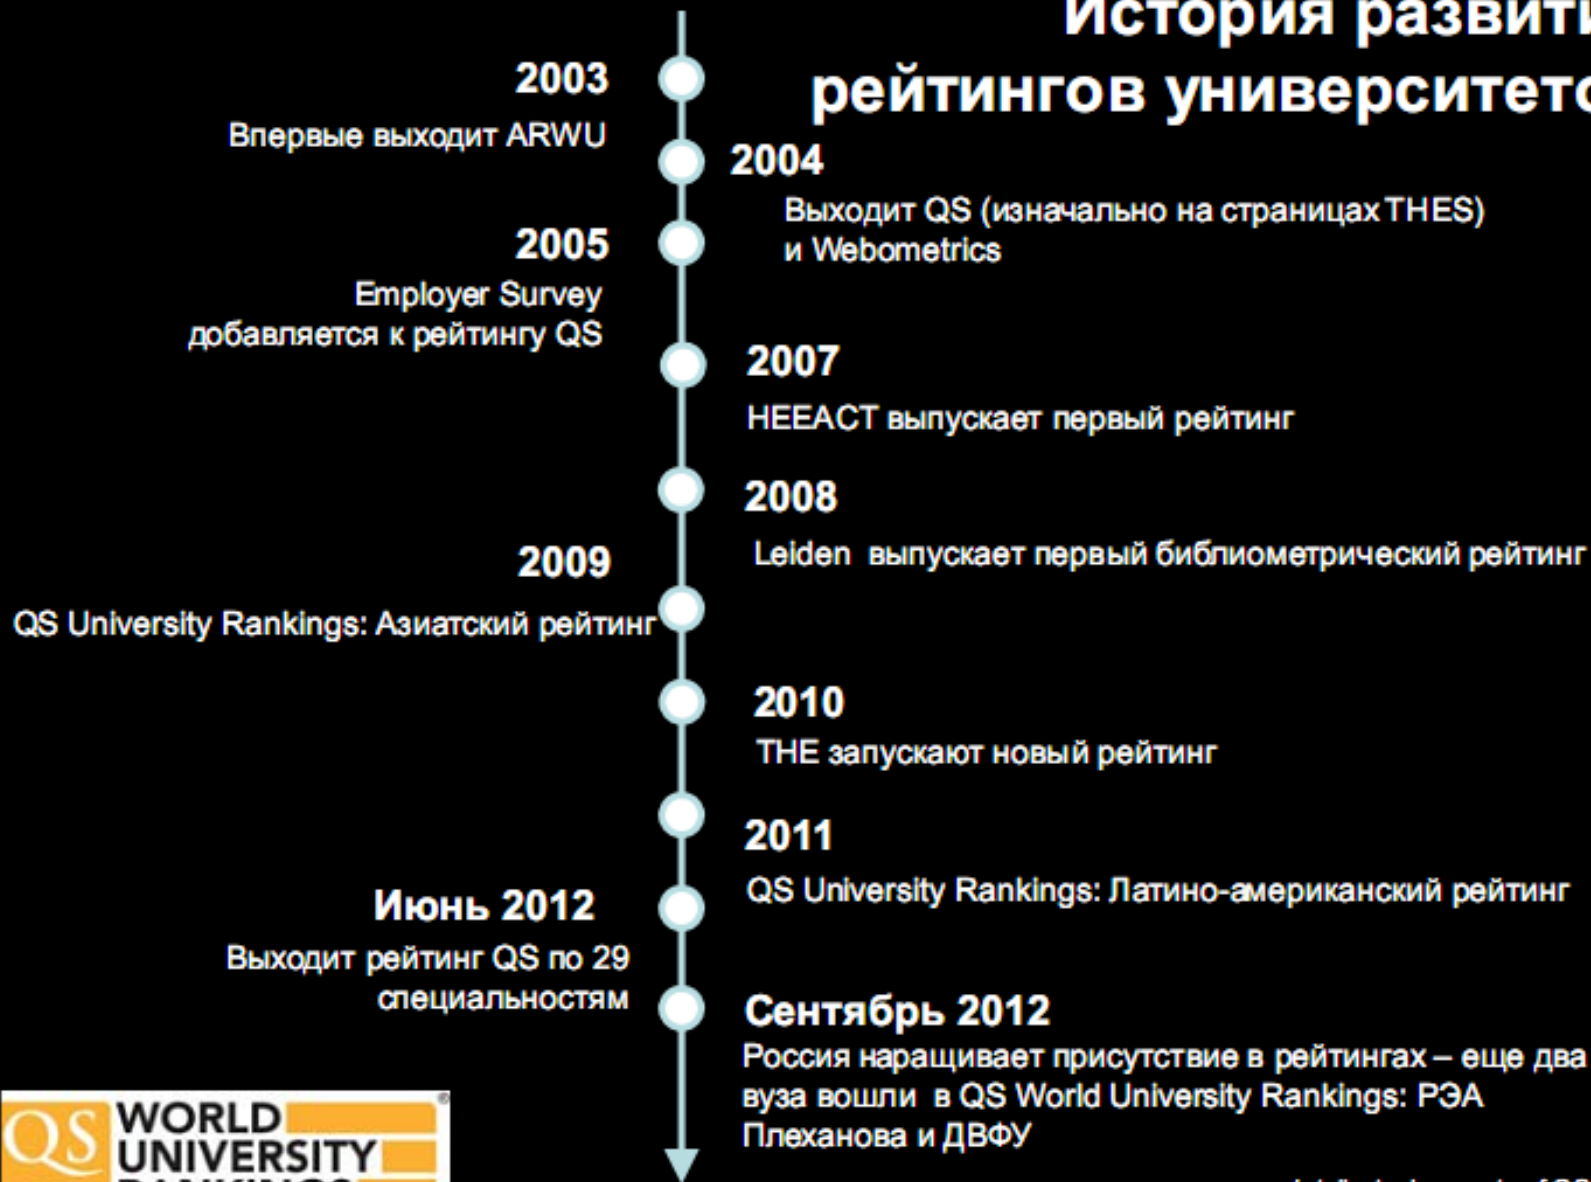 История развити
рейтингов университето
2003
Впервые выходит ARWU
2004
Выходит QS (изначально на страницах THES)
и Webometrics
2005
Employer Survey
добавляется к рейтингу QS
2007
HEEACT выпускает первый рейтинг
2008
Leiden выпускает первый библиометрический рейтинг
2009
QS University Rankings: Азиатский рейтинг
2010
THE запускают новый рейтинг
2011
QS University Rankings: Латино-американский рейтинг
Июнь 2012
Выходит рейтинг QS по 29
специальностям
Сентябрь 2012
Россия наращивает присутствие в рейтингах – еще два
вуза вошли в QS World University Rankings: РЭА
Плеханова и ДВФУ
QS WORLD
UNIVERSITY
RANKINGS